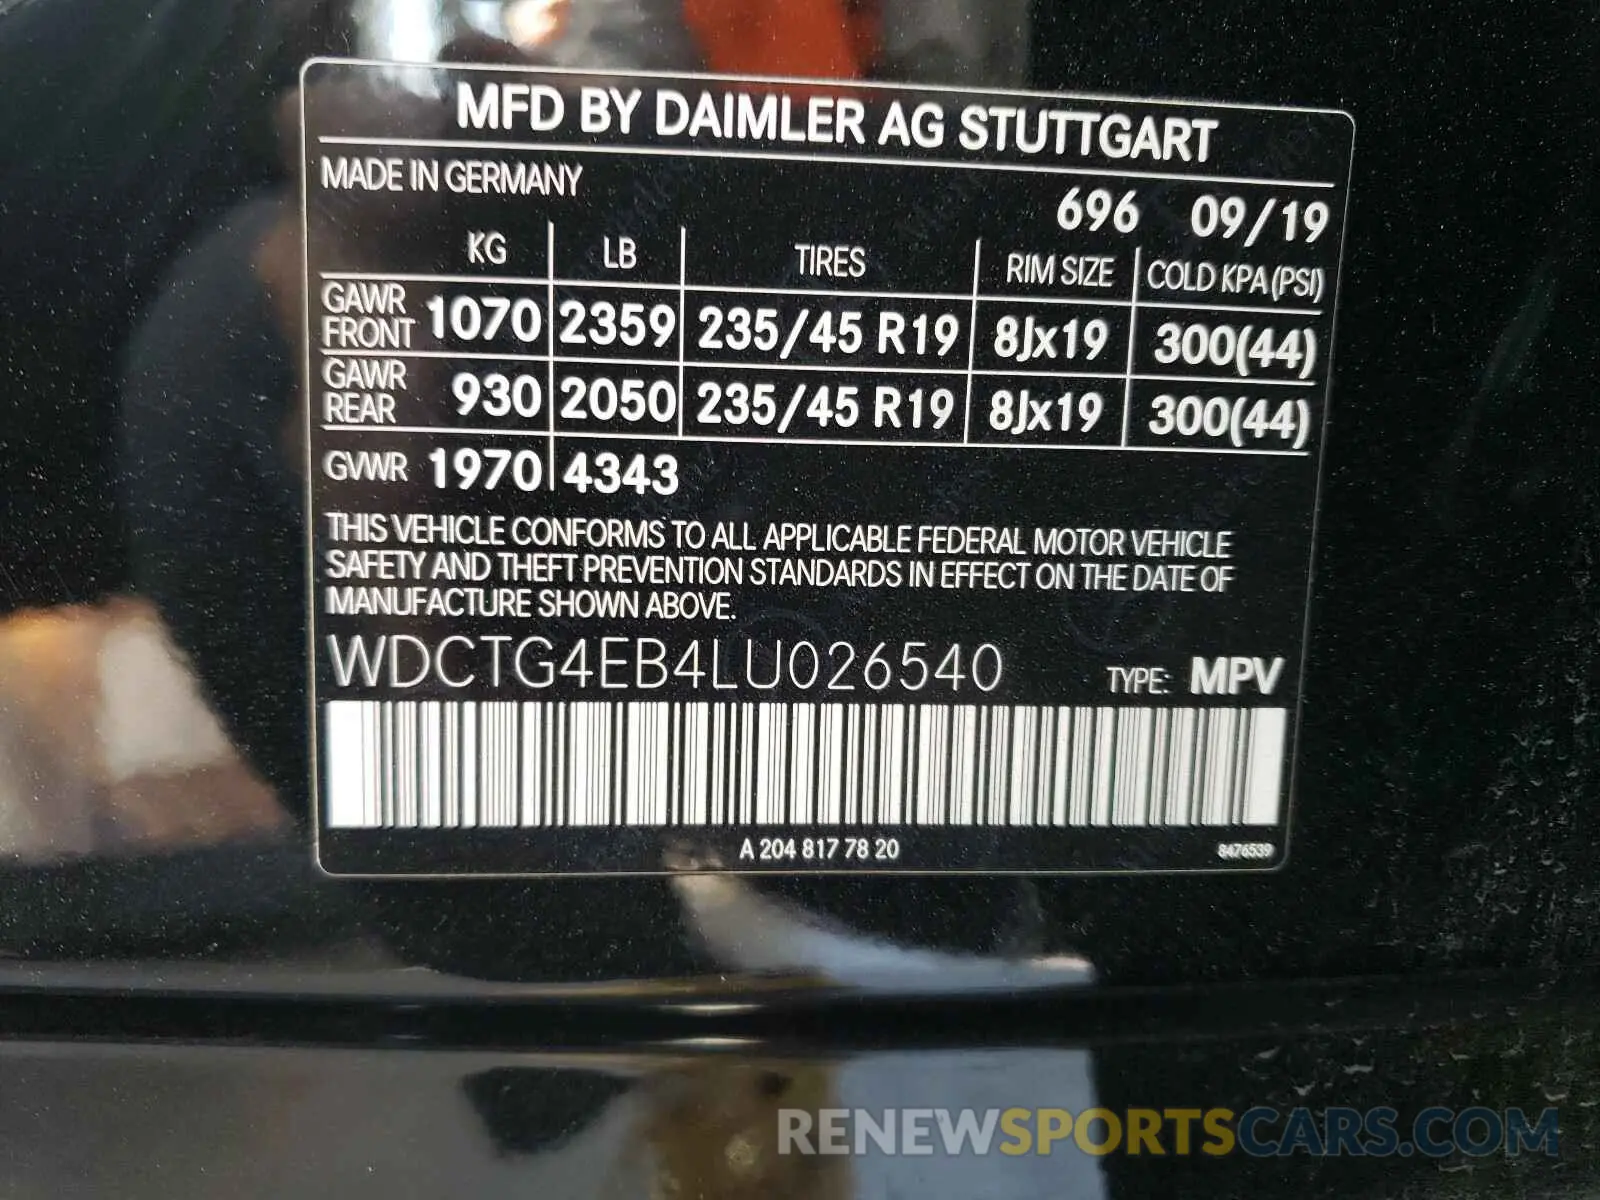 MFD BY DAIMLER AG STUTTGART
MADE IN GERMANY
696 09/19
KG LB TIRES RIM SIZE COLD KPA (PSI)
GAWR FRONT 1070 2359 235/45 R19 8Jx19 300(44)
GAWR REAR 930 2050 235/45 R19 8Jx19 300(44)
GVWR 1970 4343
THIS VEHICLE CONFORMS TO ALL APPLICABLE FEDERAL MOTOR VEHICLE
SAFETY AND THEFT PREVENTION STANDARDS IN EFFECT ON THE DATE OF
MANUFACTURE SHOWN ABOVE.
WDCTG4EB4LU026540 TYPE: MPV
A 204 817 78 20 8476539
RENEWSPORTSCARS.COM